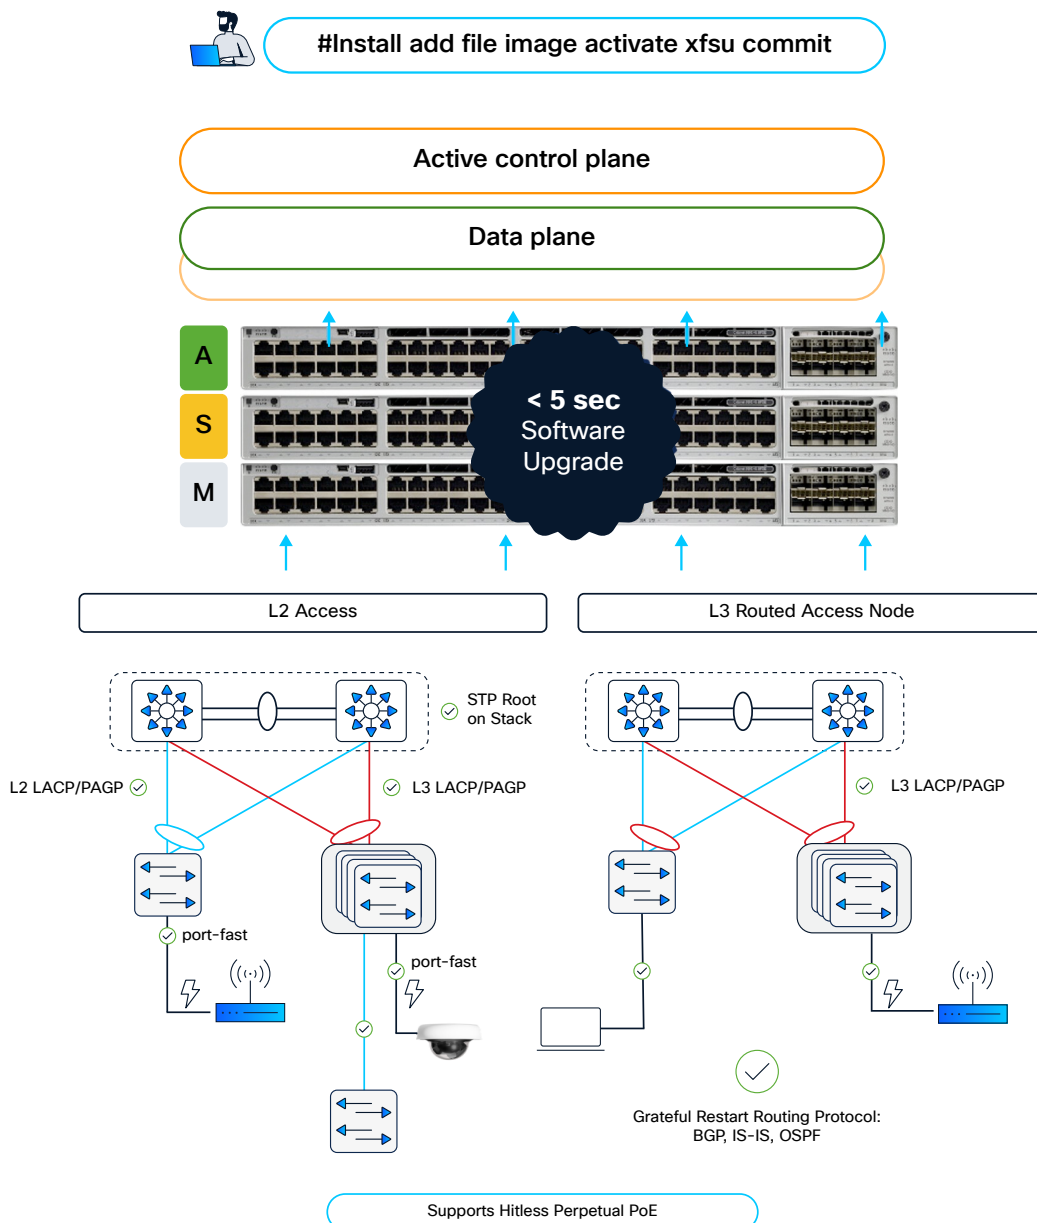 #Install add file image activate xfsu commit
Active control plane
Data plane
A
S
M
< 5 sec
Software
Upgrade
L2 Access
L3 Routed Access Node
STP Root
on Stack
L2 LACP/PAGP
L3 LACP/PAGP
L3 LACP/PAGP
port-fast
port-fast
Grateful Restart Routing Protocol:
BGP, IS-IS, OSPF
Supports Hitless Perpetual PoE